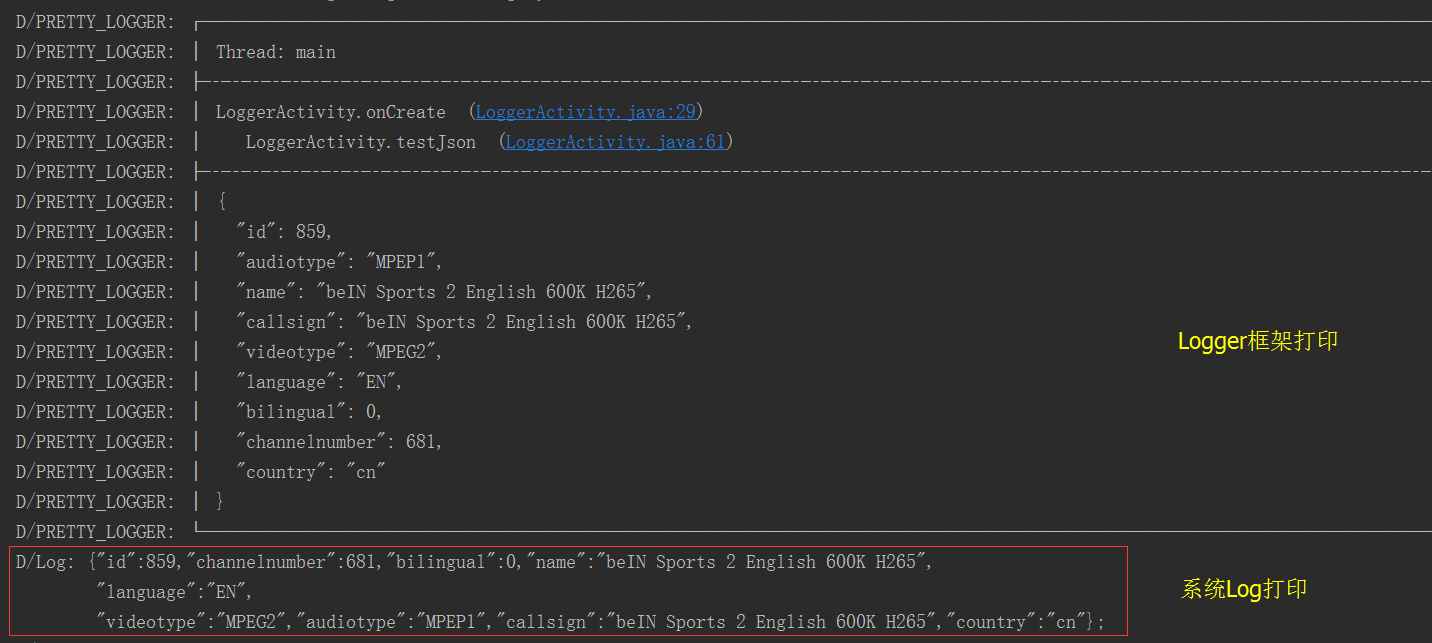 D/PRETTY_LOGGER: ┌────────────────────────────────────────
D/PRETTY_LOGGER: │ Thread: main
D/PRETTY_LOGGER: ├┄┄┄┄┄┄┄┄┄┄┄┄┄┄┄┄┄┄┄┄┄┄┄┄┄┄┄┄┄┄┄┄┄┄┄┄┄┄┄┄
D/PRETTY_LOGGER: │ LoggerActivity.onCreate  (LoggerActivity.java:29)
D/PRETTY_LOGGER: │    LoggerActivity.testJson  (LoggerActivity.java:61)
D/PRETTY_LOGGER: ├┄┄┄┄┄┄┄┄┄┄┄┄┄┄┄┄┄┄┄┄┄┄┄┄┄┄┄┄┄┄┄┄┄┄┄┄┄┄┄┄
D/PRETTY_LOGGER: │ {
D/PRETTY_LOGGER: │   "id": 859,
D/PRETTY_LOGGER: │   "audiotype": "MPEP1",
D/PRETTY_LOGGER: │   "name": "beIN Sports 2 English 600K H265",
D/PRETTY_LOGGER: │   "callsign": "beIN Sports 2 English 600K H265",
D/PRETTY_LOGGER: │   "videotype": "MPEG2",
D/PRETTY_LOGGER: │   "language": "EN",
D/PRETTY_LOGGER: │   "bilingual": 0,
D/PRETTY_LOGGER: │   "channelnumber": 681,
D/PRETTY_LOGGER: │   "country": "cn"
D/PRETTY_LOGGER: │ }
D/PRETTY_LOGGER: └────────────────────────────────────────
Logger框架打印
D/Log: {"id":859,"channelnumber":681,"bilingual":0,"name":"beIN Sports 2 English 600K H265",
"language":"EN",
"videotype":"MPEG2","audiotype":"MPEP1","callsign":"beIN Sports 2 English 600K H265","country":"cn"};
系统Log打印